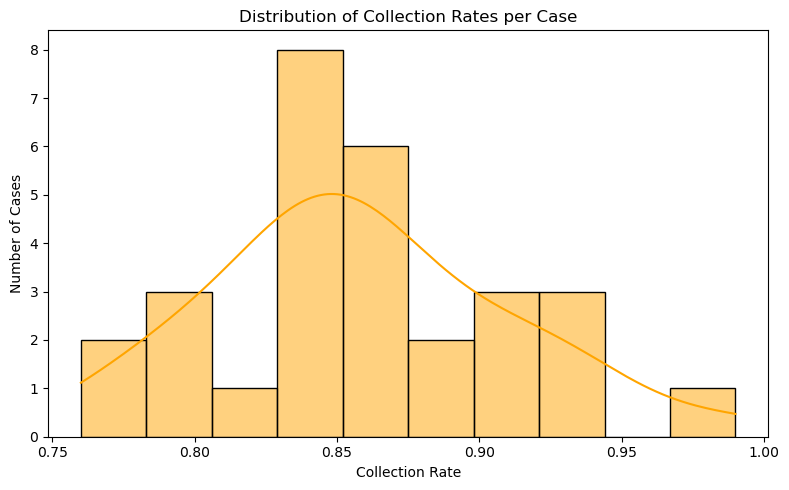 Distribution of Collection Rates per Case
Number of Cases
8
7
6
5
4
3
2
1
0
0.75 0.80 0.85 0.90 0.95 1.00
Collection Rate